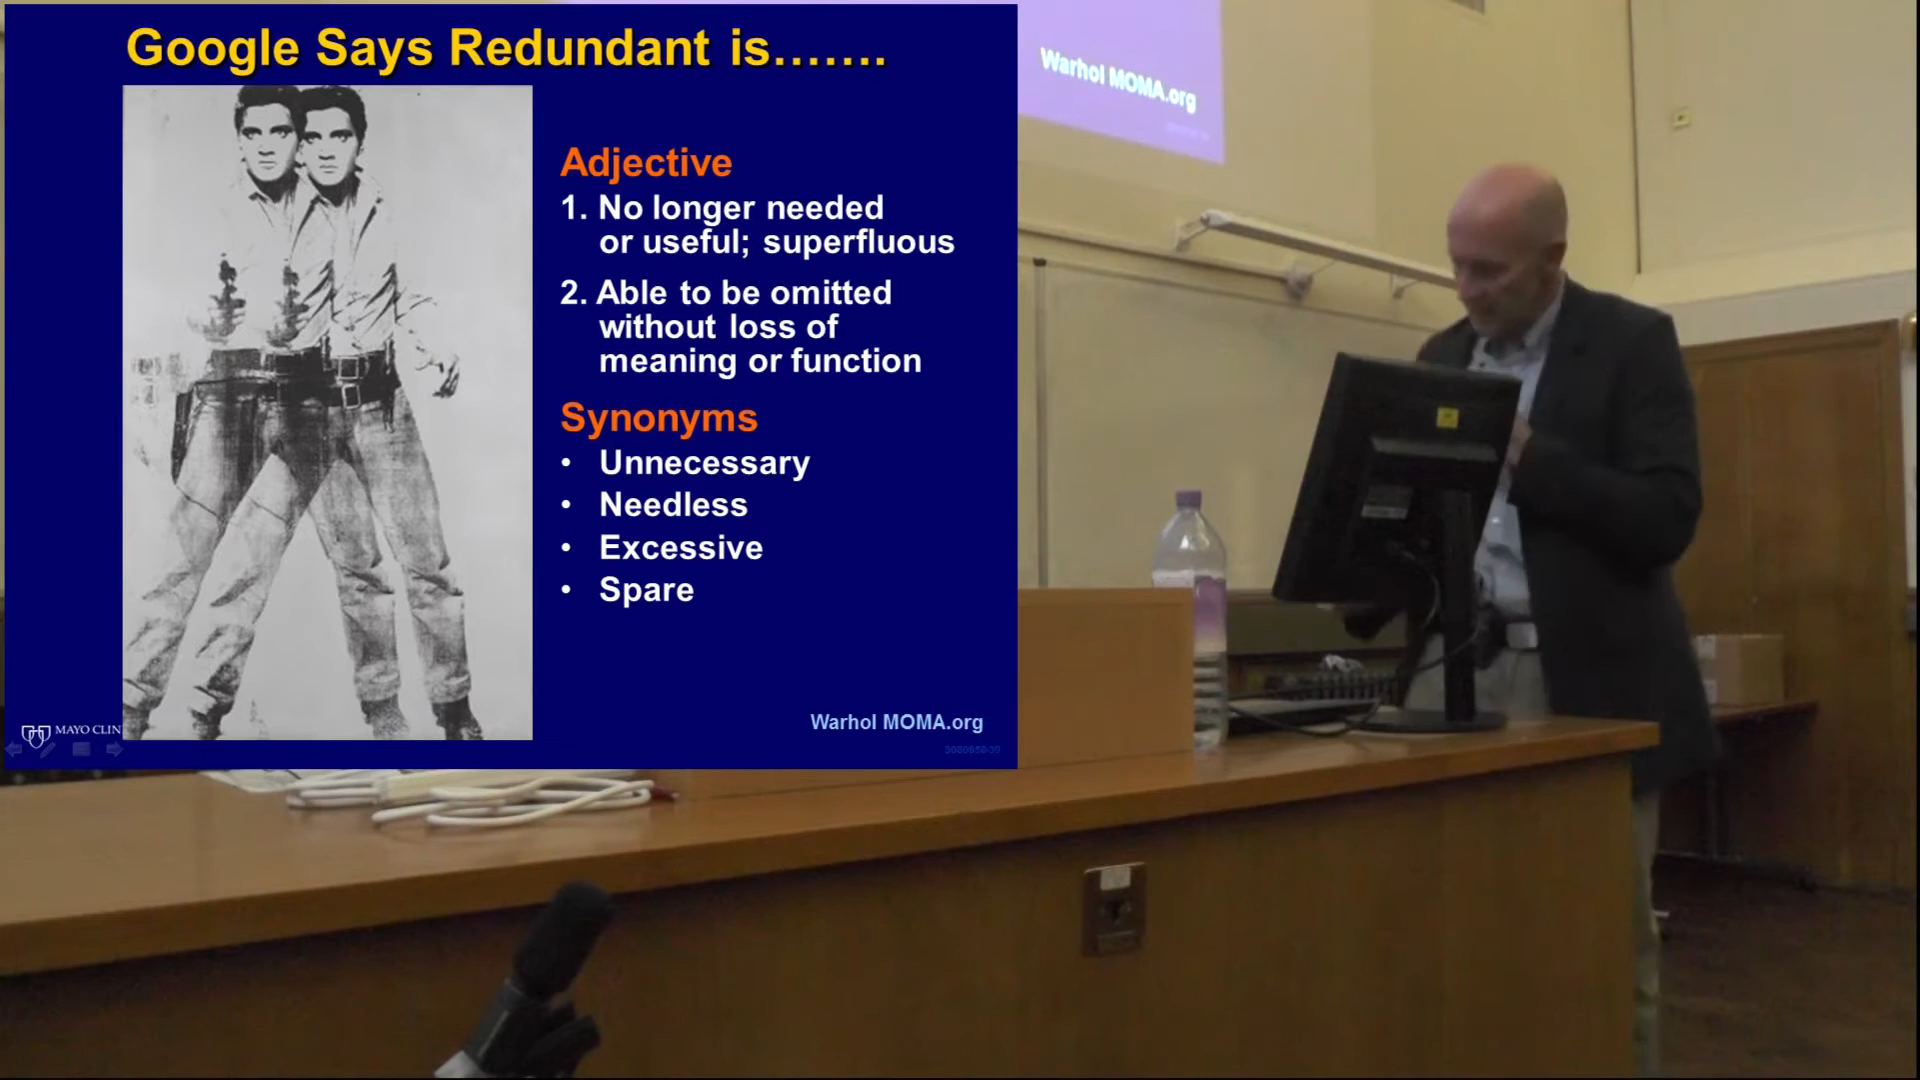 Google Says Redundant is.......
Adjective
1. No longer needed
or useful; superfluous
2. Able to be omitted
without loss of
meaning or function
Synonyms
• Unnecessary
• Needless
• Excessive
• Spare
Warhol MOMA.org
MAYO CLIN
Warhol MOMA.org